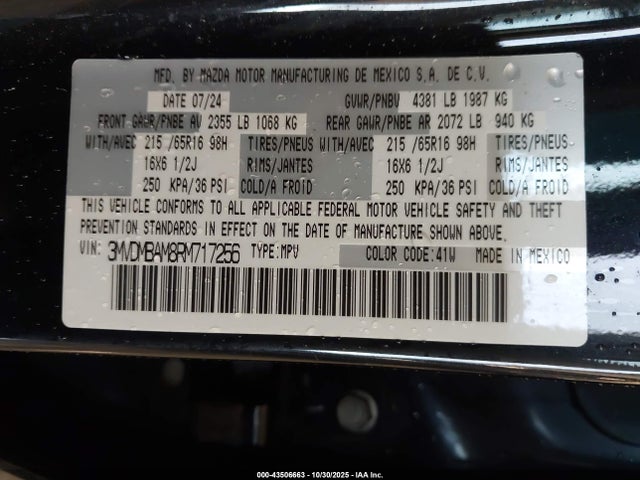 MFD. BY MAZDA MOTOR MANUFACTURING DE MEXICO S.A. DE C.V.
DATE 07/24 GVWR/PNBV 4381 LB 1987 KG
FRONT GAWR/PNBE AV 2355 LB 1068 KG REAR GAWR/PNBE AR 2072 LB 940 KG
WITH/AVEC 215 /65R16 98H TIRES/PNEUS 215 /65R16 98H TIRES/PNEUS
16X6 1/2J RIMS/JANTES 16X6 1/2J RIMS/JANTES
250 KPA/36 PSI COLD/A FROID 250 KPA/36 PSI COLD/A FROID
THIS VEHICLE CONFORMS TO ALL APPLICABLE FEDERAL MOTOR VEHICLE SAFETY AND THEFT
PREVENTION STANDARDS IN EFFECT ON THE DATE OF MANUFACTURE SHOWN ABOVE.
VIN: 3MVDMBAM8RM717256 TYPE:MPV COLOR CODE:41W MADE IN MEXICO
000-43506663 - 10/30/2025 - IAA Inc.